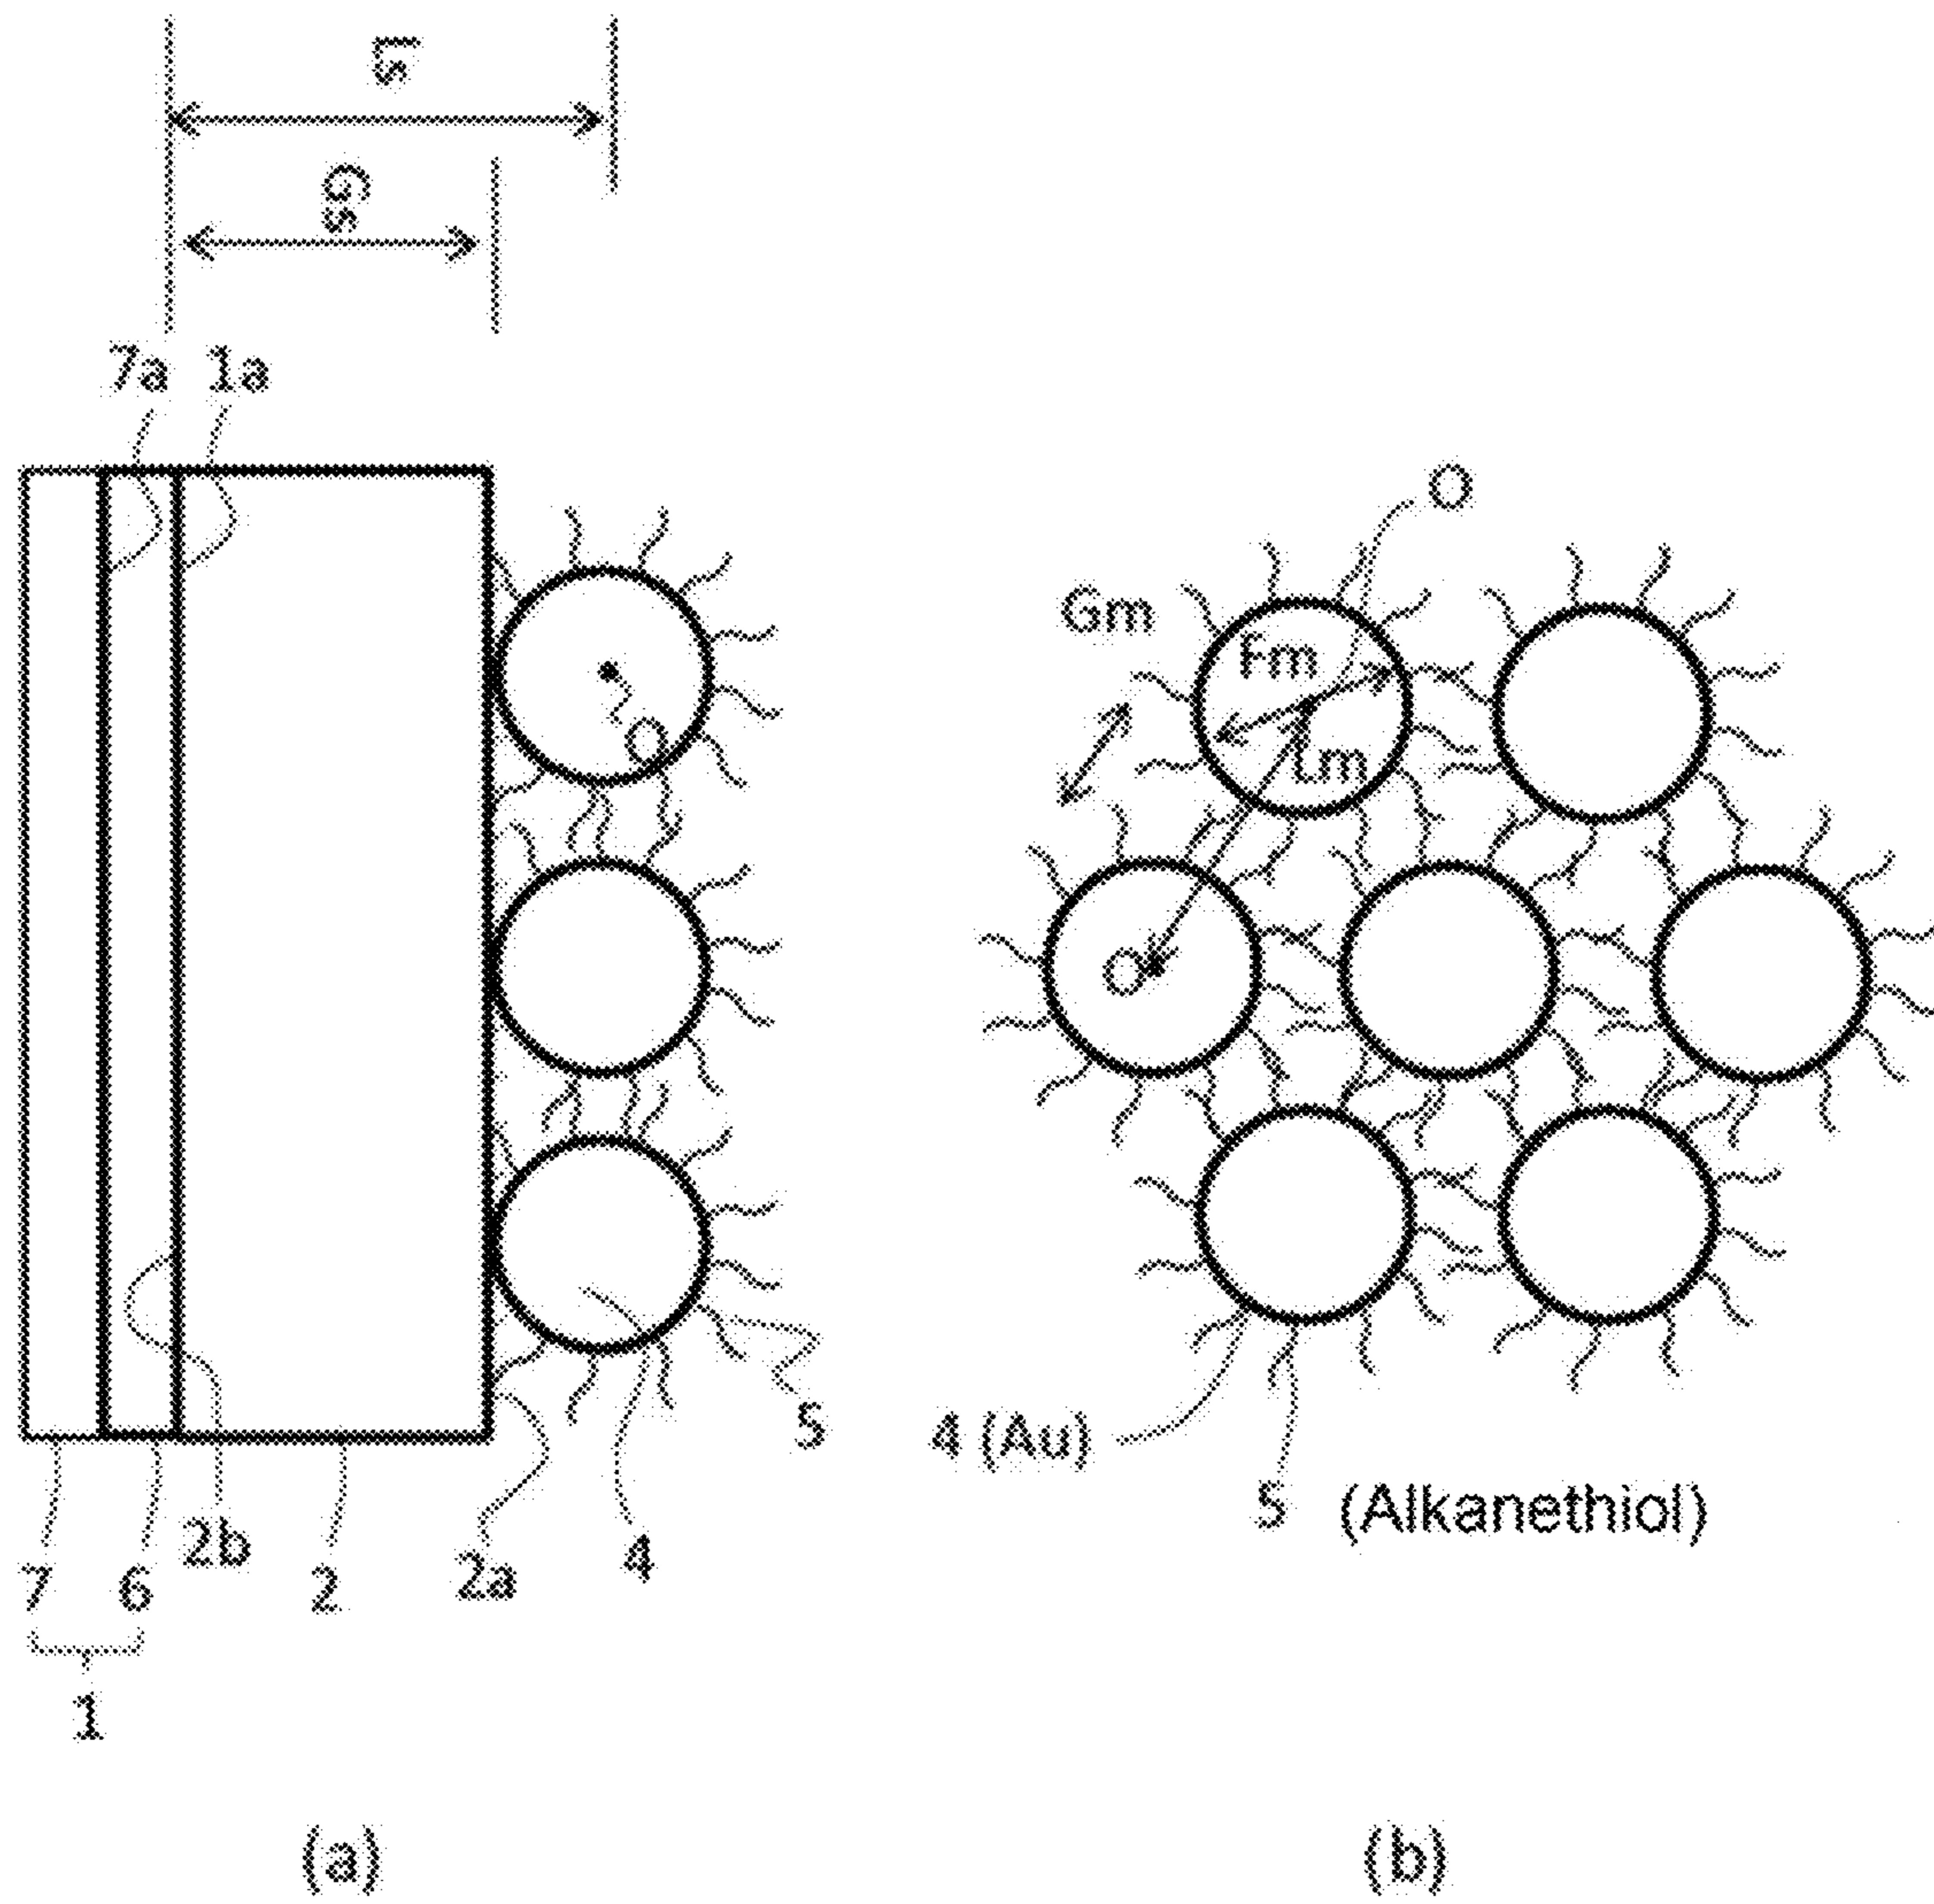 Ls
Gs
7a 1a
O
Gm
Fm
Lm
O
O
5
4 (Au)
5 (Alkanethiol)
2b
2a
4
7 6 2
1
(a) (b)